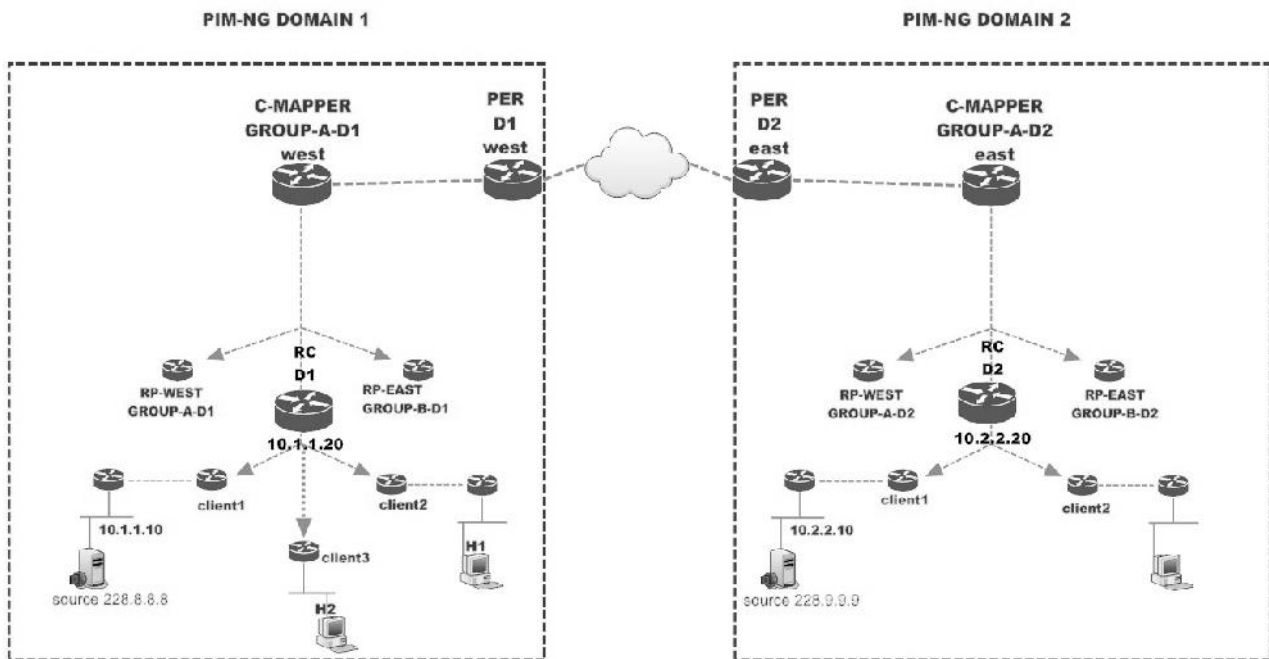 PIM-NG DOMAIN 1
PIM-NG DOMAIN 2
C-MAPPER
GROUP-A-D1
west
PER
D1
west
PER
D2
east
C-MAPPER
GROUP-A-D2
east
RC
D1
RP-WEST
GROUP-A-D1
RP-EAST
GROUP-B-D1
10.1.1.20
client1
client2
10.1.1.10
client3
H1
source 228.8.8.8
H2
RC
D2
RP-WEST
GROUP-A-D2
RP-EAST
GROUP-B-D2
10.2.2.20
client1
client2
10.2.2.10
source 228.9.9.9